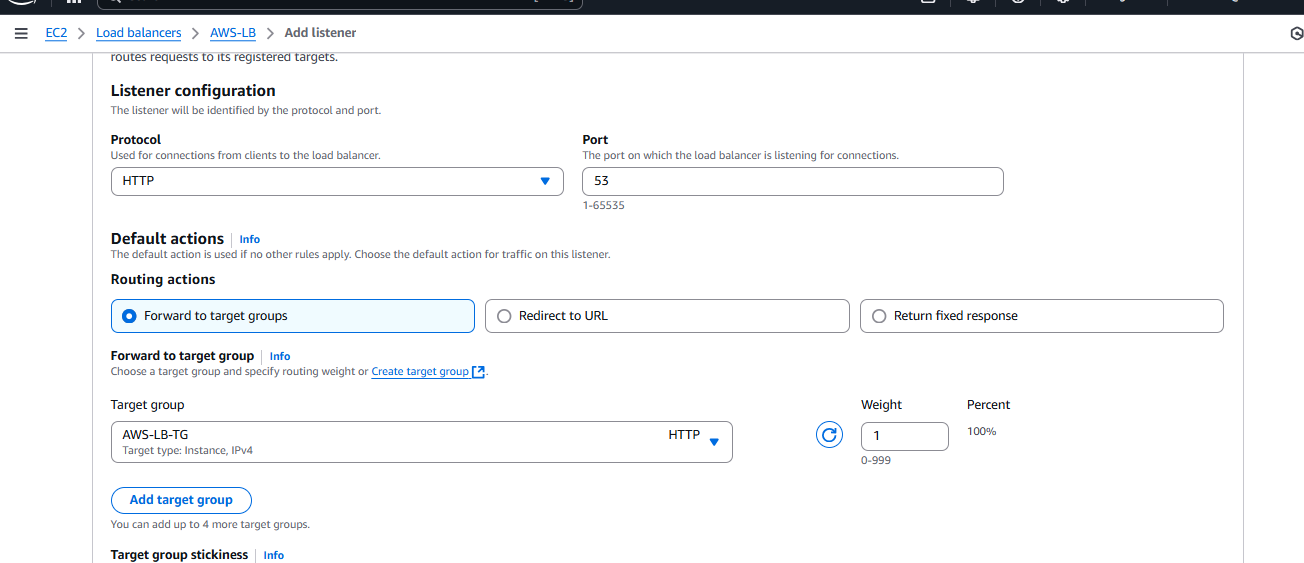 EC2 > Load balancers > AWS-LB > Add listener
routes requests to its registered targets.
Listener configuration
The listener will be identified by the protocol and port.
Protocol
Used for connections from clients to the load balancer.
HTTP
Port
The port on which the load balancer is listening for connections.
53
1-65535
Default actions | Info
The default action is used if no other rules apply. Choose the default action for traffic on this listener.
Routing actions
Forward to target groups
Redirect to URL
Return fixed response
Forward to target group | Info
Choose a target group and specify routing weight or Create target group.
Target group
AWS-LB-TG
HTTP
Target type: Instance, IPv4
Weight
1
0-999
Percent
100%
Add target group
You can add up to 4 more target groups.
Target group stickiness | Info